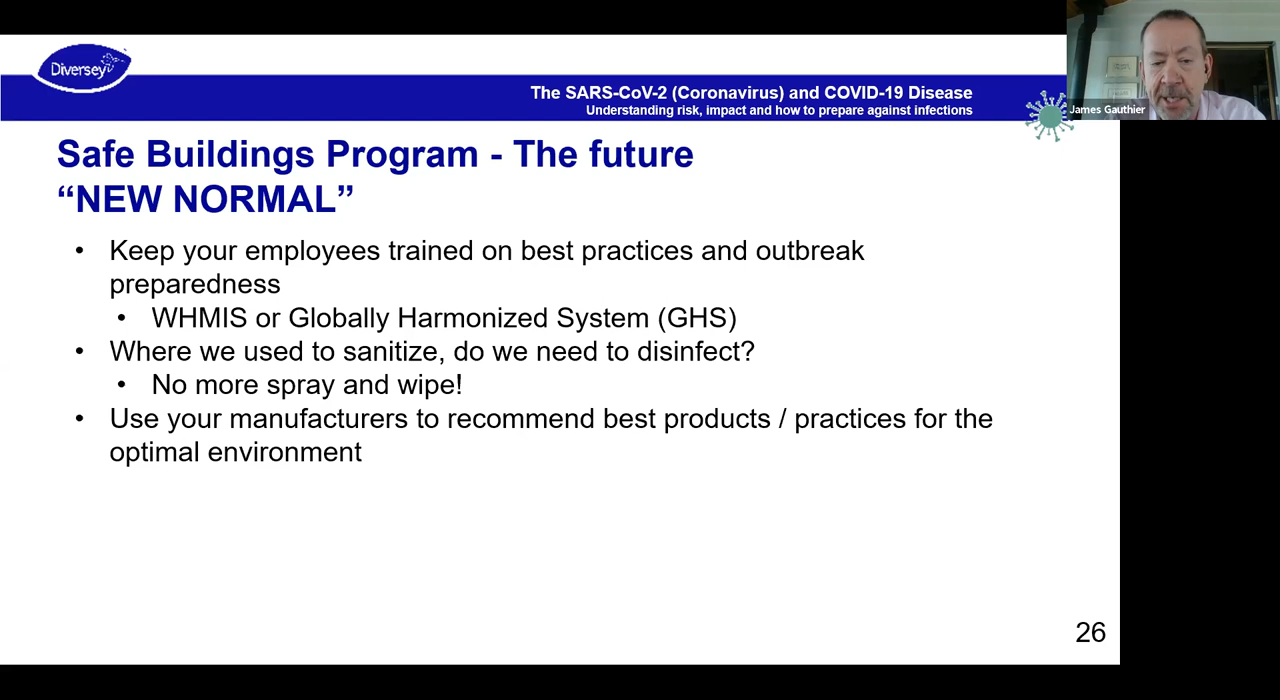 Diversey
The SARS-CoV-2 (Coronavirus) and COVID-19 Disease
Understanding risk, impact and how to prepare against infections
James Gauthier
Safe Buildings Program - The future
“NEW NORMAL”
• Keep your employees trained on best practices and outbreak
preparedness
• WHMIS or Globally Harmonized System (GHS)
• Where we used to sanitize, do we need to disinfect?
• No more spray and wipe!
• Use your manufacturers to recommend best products / practices for the
optimal environment
26